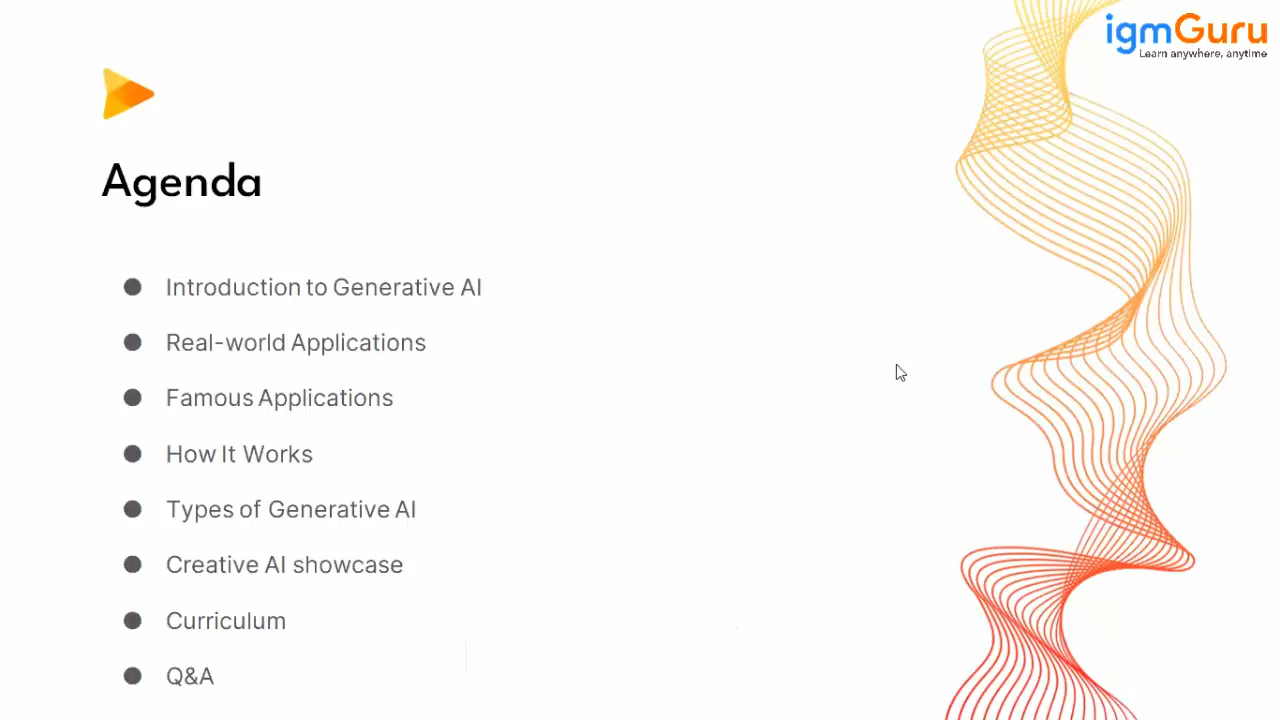 igmGuru
Learn anywhere, anytime
Agenda
● Introduction to Generative AI
● Real-world Applications
● Famous Applications
● How It Works
● Types of Generative AI
● Creative AI showcase
● Curriculum
● Q&A